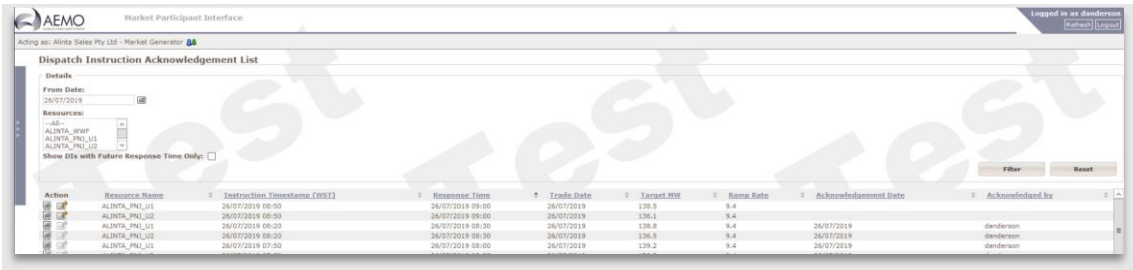 AEMO
Market Participant Interface
Logged in as danderson
Refresh Logout
Acting as: Alinta Sales Pty Ltd - Market Generator
Dispatch Instruction Acknowledgement List
Details
From Date:
26/07/2019
Resources:
--All--
ALINTA_WWF
ALINTA_PNJ_U1
ALINTA_PNJ_U2
Show DIs with Future Response Time Only:
Filter Reset
Action Resource Name Instruction Timestamp (WST) Response Time Trade Date Target MW Ramp Rate Acknowledgement Date Acknowledged by
ALINTA_PNJ_U1 26/07/2019 08:50 26/07/2019 09:00 26/07/2019 138.5 9.4
ALINTA_PNJ_U2 26/07/2019 08:50 26/07/2019 09:00 26/07/2019 136.1 9.4
ALINTA_PNJ_U1 26/07/2019 08:20 26/07/2019 08:30 26/07/2019 138.8 9.4 26/07/2019 danderson
ALINTA_PNJ_U2 26/07/2019 08:20 26/07/2019 08:30 26/07/2019 136.5 9.4 26/07/2019 danderson
ALINTA_PNJ_U1 26/07/2019 07:50 26/07/2019 08:00 26/07/2019 139.2 9.4 26/07/2019 danderson
Test
Test
Test